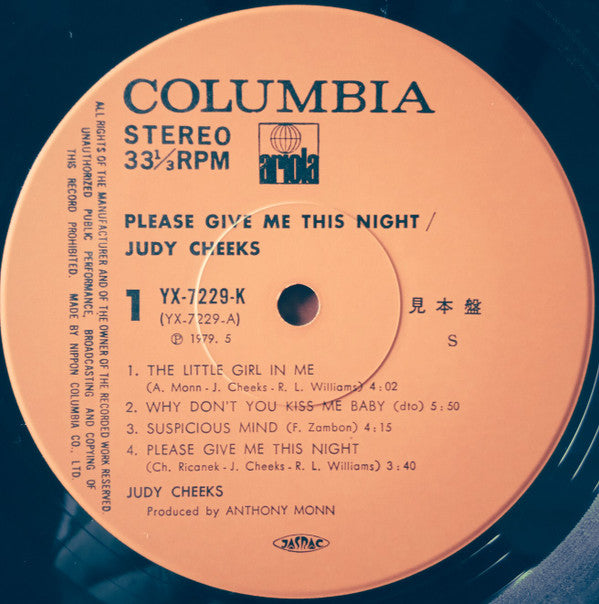 COLUMBIA
STEREO
33 1/3 RPM
ariola
PLEASE GIVE ME THIS NIGHT /
JUDY CHEEKS
1
YX-7229-K
(YX-7229-A)
Ⓟ 1979. 5
見本盤
S
1. THE LITTLE GIRL IN ME
(A. Monn - J. Cheeks - R. L. Williams) 4:02
2. WHY DON'T YOU KISS ME BABY (dto) 5:50
3. SUSPICIOUS MIND (F. Zambon) 4:15
4. PLEASE GIVE ME THIS NIGHT
(Ch. Ricanek - J. Cheeks - R. L. Williams) 3:40
JUDY CHEEKS
Produced by ANTHONY MONN
JASRAC
ALL RIGHTS OF THE MANUFACTURER AND OF THE OWNER OF THE RECORDED WORK RESERVED.
UNAUTHORIZED PUBLIC PERFORMANCE, BROADCASTING AND COPYING OF
THIS RECORD PROHIBITED. MADE BY NIPPON COLUMBIA CO., LTD.